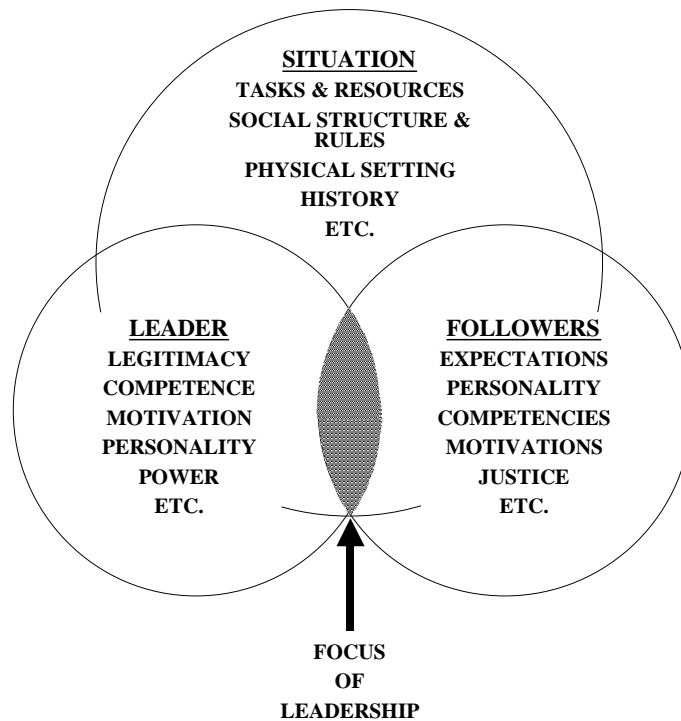 SITUATION
TASKS & RESOURCES
SOCIAL STRUCTURE &
RULES
PHYSICAL SETTING
HISTORY
ETC.
LEADER
LEGITIMACY
COMPETENCE
MOTIVATION
PERSONALITY
POWER
ETC.
FOLLOWERS
EXPECTATIONS
PERSONALITY
COMPETENCIES
MOTIVATIONS
JUSTICE
ETC.
FOCUS
OF
LEADERSHIP